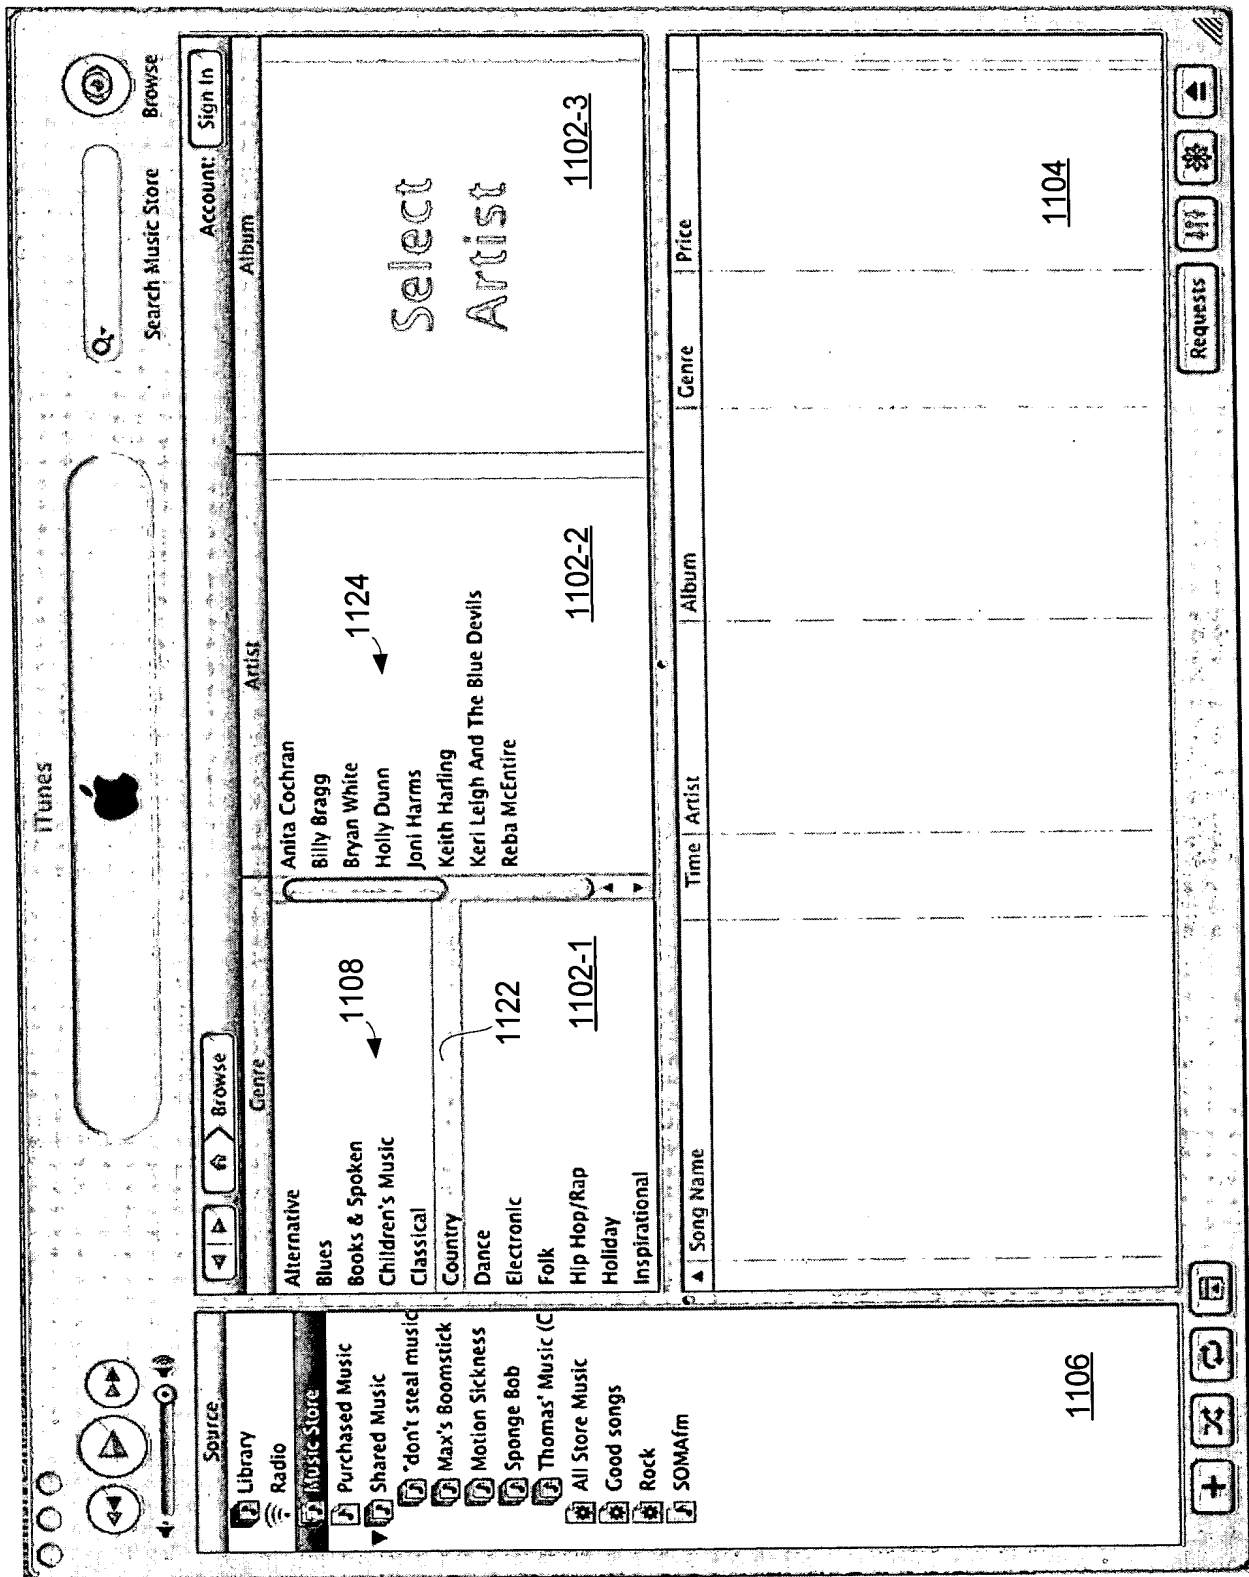 iTunes
Search Music Store
Browse
Source
Library
Radio
Music Store
Purchased Music
Shared Music
"don't steal music
Max's Boomstick
Motion Sickness
Sponge Bob
Thomas' Music (C
All Store Music
Good songs
Rock
SOMAfm
1106
Browse
Account:
Sign In
Genre
Artist
Album
Alternative
Blues
Books & Spoken
Children's Music
Classical
Country
Dance
Electronic
Folk
Hip Hop/Rap
Holiday
Inspirational
1108
1122
1102-1
Anita Cochran
Billy Bragg
Bryan White
Holly Dunn
Joni Harms
Keith Harling
Keri Leigh And The Blue Devils
Reba McEntire
1124
1102-2
Select
Artist
1102-3
Song Name
Time
Artist
Album
Genre
Price
1104
Requests